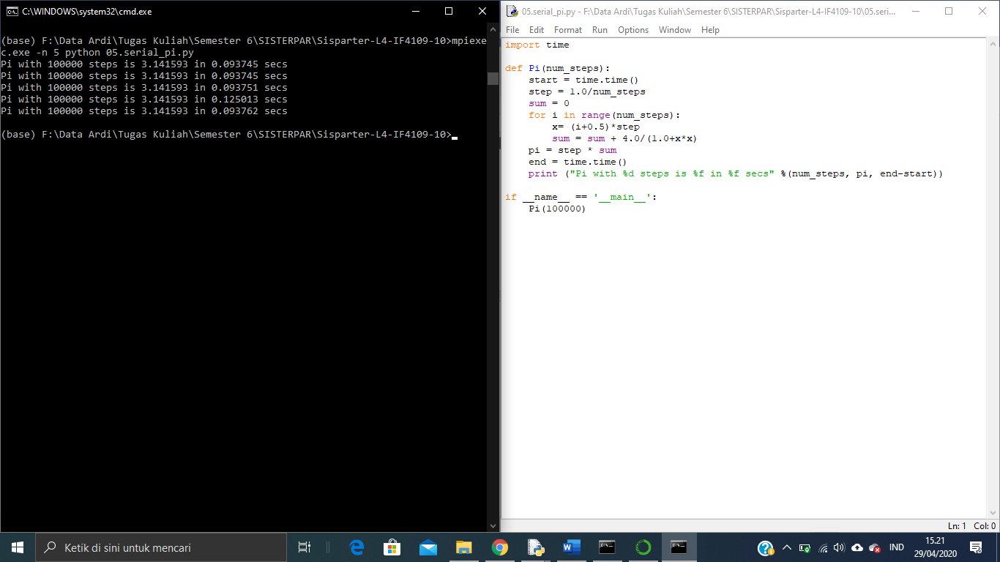 C:\WINDOWS\system32\cmd.exe
(base) F:\Data Ardi\Tugas Kuliah\Semester 6\SISTERPAR\Sisparter-L4-IF4109-10>mpiexe
c.exe -n 5 python 05.serial_pi.py
Pi with 100000 steps is 3.141593 in 0.093745 secs
Pi with 100000 steps is 3.141593 in 0.093745 secs
Pi with 100000 steps is 3.141593 in 0.093751 secs
Pi with 100000 steps is 3.141593 in 0.125013 secs
Pi with 100000 steps is 3.141593 in 0.093762 secs
(base) F:\Data Ardi\Tugas Kuliah\Semester 6\SISTERPAR\Sisparter-L4-IF4109-10>
05.serial_pi.py - F:\Data Ardi\Tugas Kuliah\Semester 6\SISTERPAR\Sisparter-L4-IF4109-10\05.seri...
File Edit Format Run Options Window Help
import time
def Pi(num_steps):
    start = time.time()
    step = 1.0/num_steps
    sum = 0
    for i in range(num_steps):
        x= (i+0.5)*step
        sum = sum + 4.0/(1.0+x*x)
    pi = step * sum
    end = time.time()
    print ("Pi with %d steps is %f in %f secs" %(num_steps, pi, end-start))
if __name__ == '__main__':
    Pi(100000)
Ln: 1 Col: 0
Ketik di sini untuk mencari
IND
15.21
29/04/2020